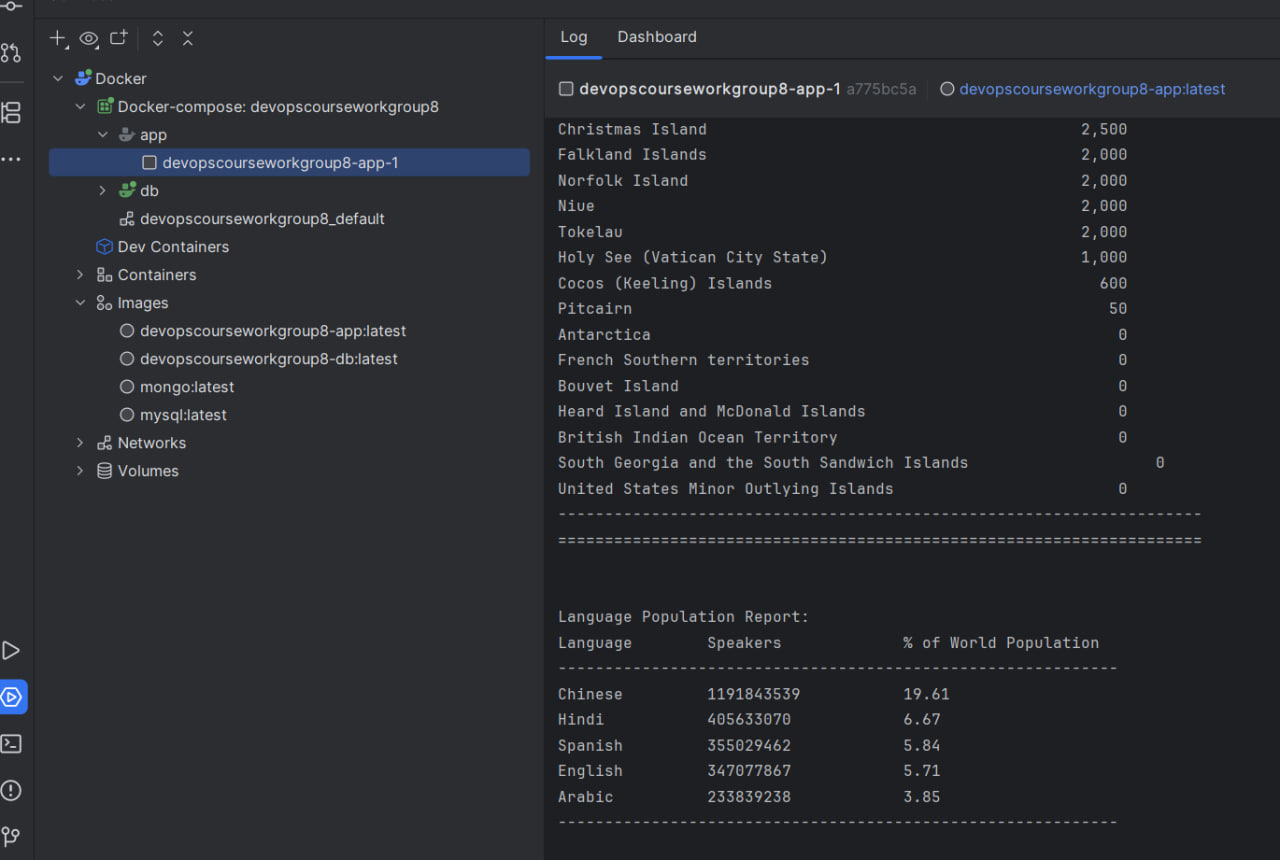 Docker
Docker-compose: devopscourseworkgroup8
app
devopscourseworkgroup8-app-1
db
devopscourseworkgroup8_default
Dev Containers
Containers
Images
devopscourseworkgroup8-app:latest
devopscourseworkgroup8-db:latest
mongo:latest
mysql:latest
Networks
Volumes
Log Dashboard
devopscourseworkgroup8-app-1 a775bc5a devopscourseworkgroup8-app:latest
Christmas Island 2,500
Falkland Islands 2,000
Norfolk Island 2,000
Niue 2,000
Tokelau 2,000
Holy See (Vatican City State) 1,000
Cocos (Keeling) Islands 600
Pitcairn 50
Antarctica 0
French Southern territories 0
Bouvet Island 0
Heard Island and McDonald Islands 0
British Indian Ocean Territory 0
South Georgia and the South Sandwich Islands 0
United States Minor Outlying Islands 0
---------------------------------------------------------------------
=====================================================================
Language Population Report:
Language Speakers % of World Population
------------------------------------------------------------
Chinese 1191843539 19.61
Hindi 405633070 6.67
Spanish 355029462 5.84
English 347077867 5.71
Arabic 233839238 3.85
------------------------------------------------------------